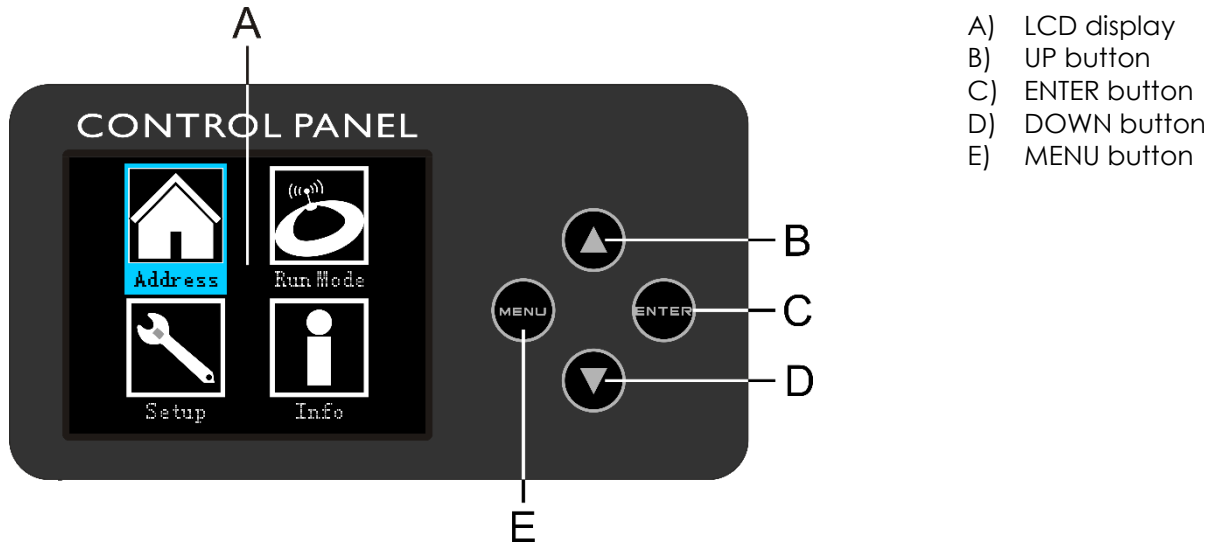 A
CONTROL PANEL
Address
Run Mode
Setup
Info
MENU
ENTER
B
C
D
E
A) LCD display
B) UP button
C) ENTER button
D) DOWN button
E) MENU button